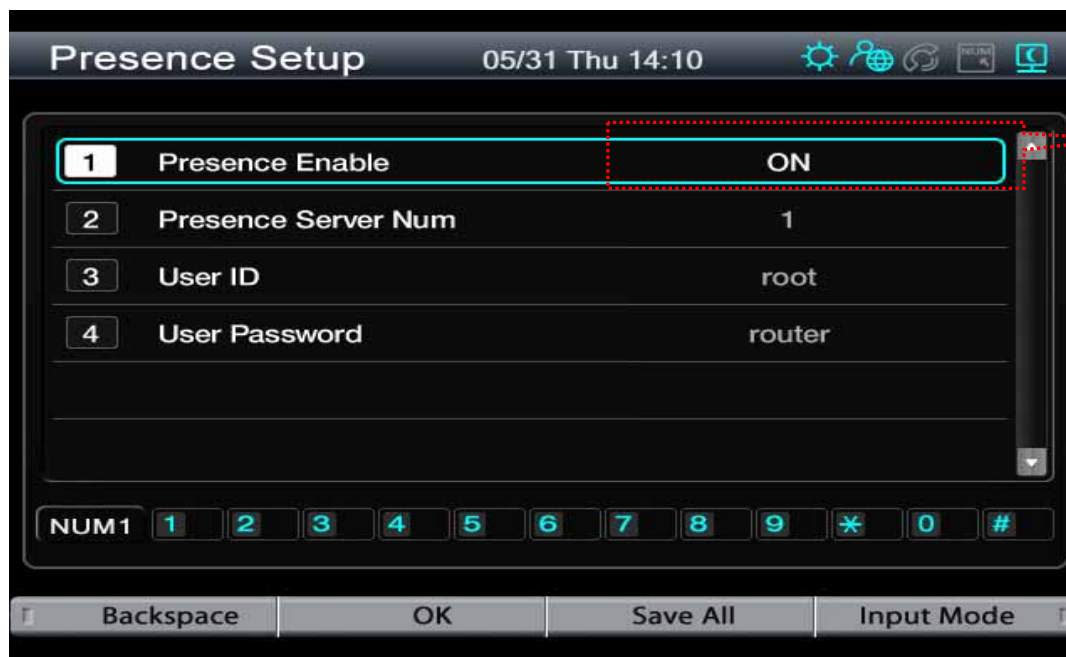 Presence Setup 05/31 Thu 14:10 NUM
1 Presence Enable ON
2 Presence Server Num 1
3 User ID root
4 User Password router
NUM1 1 2 3 4 5 6 7 8 9 * 0 #
Backspace OK Save All Input Mode